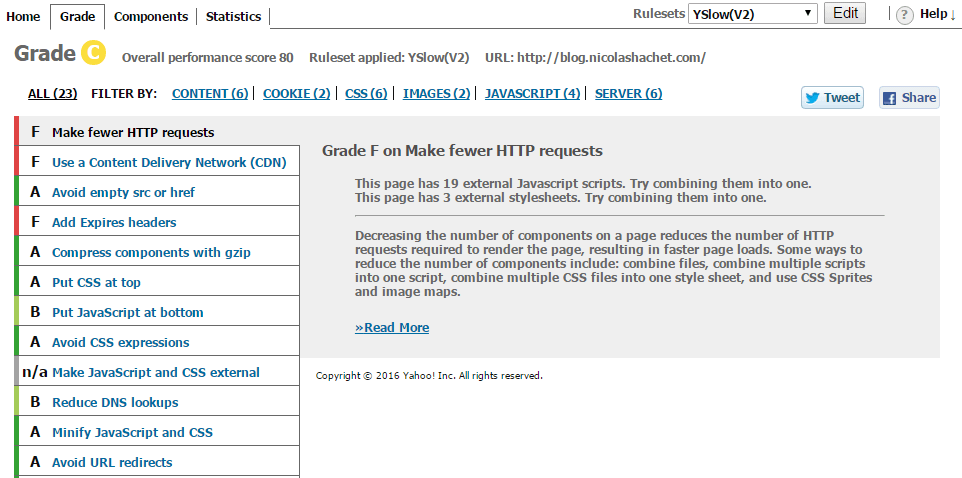 Home Grade Components Statistics Rulesets YSlow(V2) Edit ? Help ↓
Grade C Overall performance score 80 Ruleset applied: YSlow(V2) URL: http://blog.nicolashachet.com/
ALL (23) FILTER BY: CONTENT (6) COOKIE (2) CSS (6) IMAGES (2) JAVASCRIPT (4) SERVER (6) Tweet Share
F Make fewer HTTP requests
F Use a Content Delivery Network (CDN)
A Avoid empty src or href
F Add Expires headers
A Compress components with gzip
A Put CSS at top
B Put JavaScript at bottom
A Avoid CSS expressions
n/a Make JavaScript and CSS external
B Reduce DNS lookups
A Minify JavaScript and CSS
A Avoid URL redirects
Grade F on Make fewer HTTP requests
This page has 19 external Javascript scripts. Try combining them into one.
This page has 3 external stylesheets. Try combining them into one.
Decreasing the number of components on a page reduces the number of HTTP
requests required to render the page, resulting in faster page loads. Some ways to
reduce the number of components include: combine files, combine multiple scripts
into one script, combine multiple CSS files into one style sheet, and use CSS Sprites
and image maps.
»Read More
Copyright © 2016 Yahoo! Inc. All rights reserved.